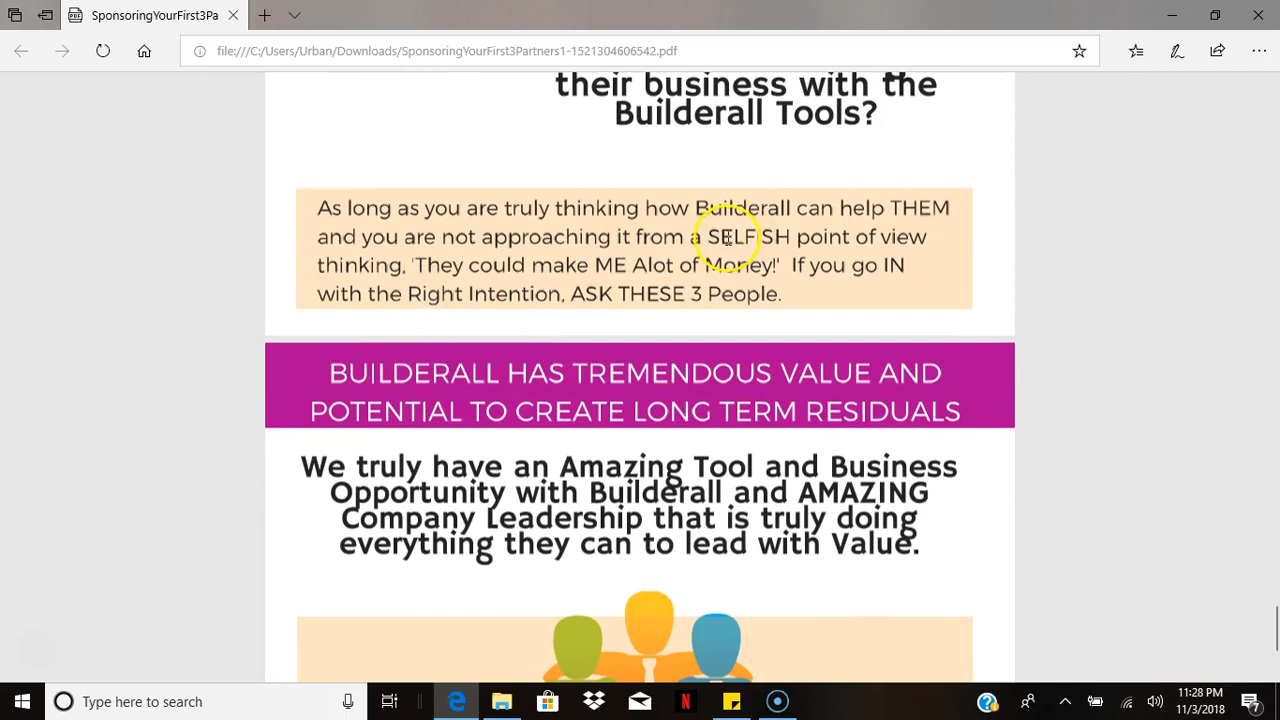 SponsoringYourFirst3Pa
file:///C:/Users/Urban/Downloads/SponsoringYourFirst3Partners1-1521304606542.pdf
their business with the
Builderall Tools?
As long as you are truly thinking how Builderall can help THEM
and you are not approaching it from a SELFISH point of view
thinking, 'They could make ME Alot of Money!' If you go IN
with the Right Intention, ASK THESE 3 People.
BUILDERALL HAS TREMENDOUS VALUE AND
POTENTIAL TO CREATE LONG TERM RESIDUALS
We truly have an Amazing Tool and Business
Opportunity with Builderall and AMAZING
Company Leadership that is truly doing
everything they can to lead with Value.
Type here to search
11:28 PM
11/3/2018
7